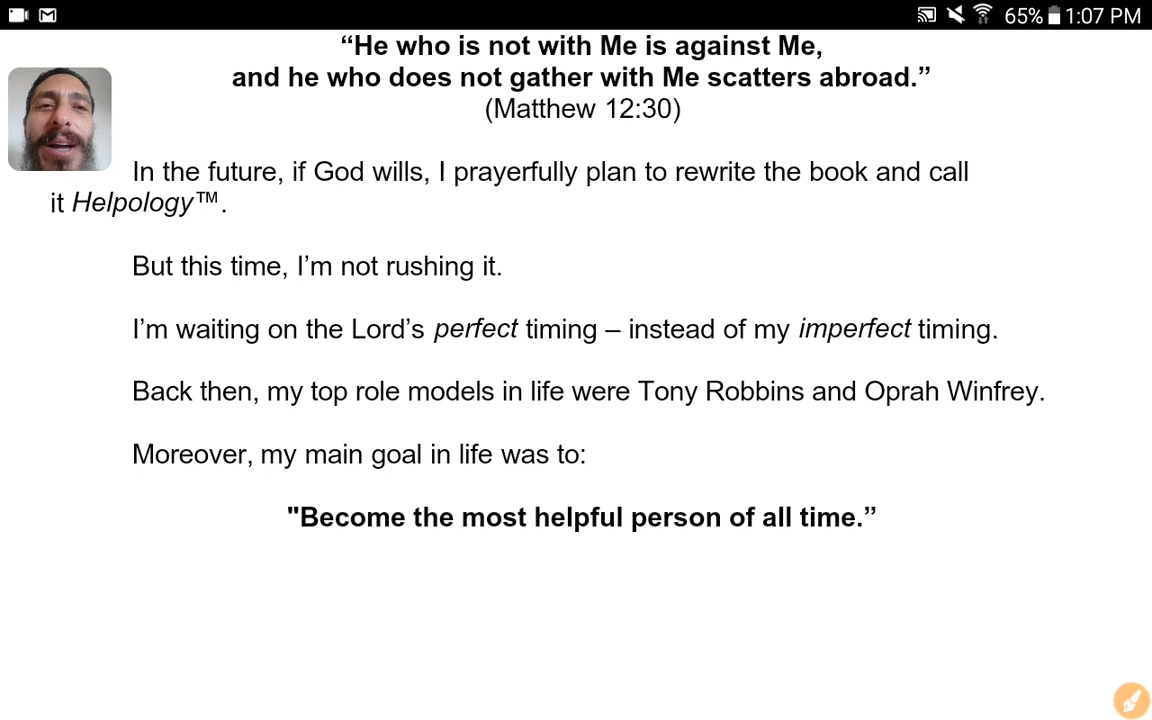 65% 1:07 PM
“He who is not with Me is against Me,
and he who does not gather with Me scatters abroad.”
(Matthew 12:30)
In the future, if God wills, I prayerfully plan to rewrite the book and call
it Helpology™.
But this time, I’m not rushing it.
I’m waiting on the Lord’s perfect timing – instead of my imperfect timing.
Back then, my top role models in life were Tony Robbins and Oprah Winfrey.
Moreover, my main goal in life was to:
"Become the most helpful person of all time.”